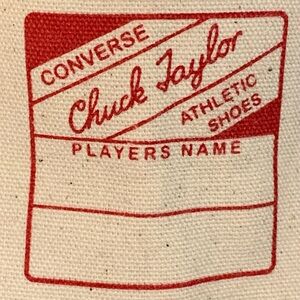 CONVERSE
Chuck Taylor
ATHLETIC
SHOES
PLAYERS NAME